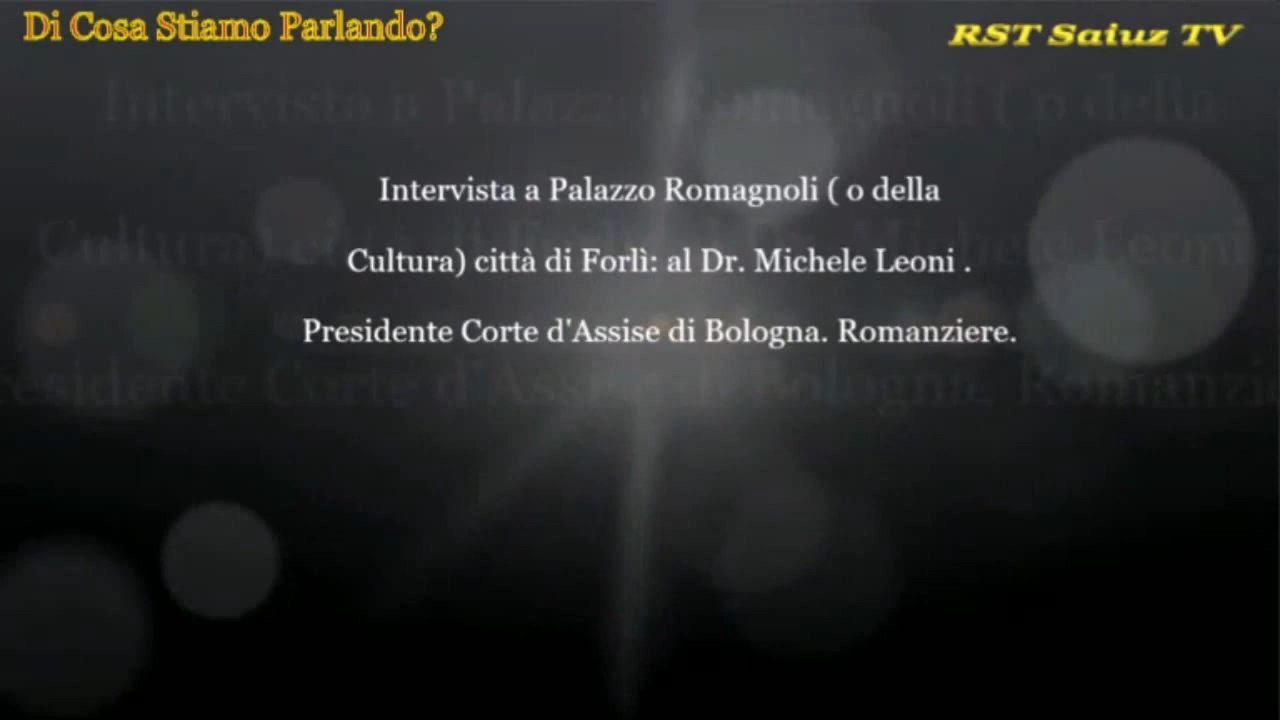 Di Cosa Stiamo Parlando?
RST Saiuz TV
Intervista a Palazzo Romagnoli ( o della
Cultura) città di Forlì: al Dr. Michele Leoni .
Presidente Corte d'Assise di Bologna. Romanziere.